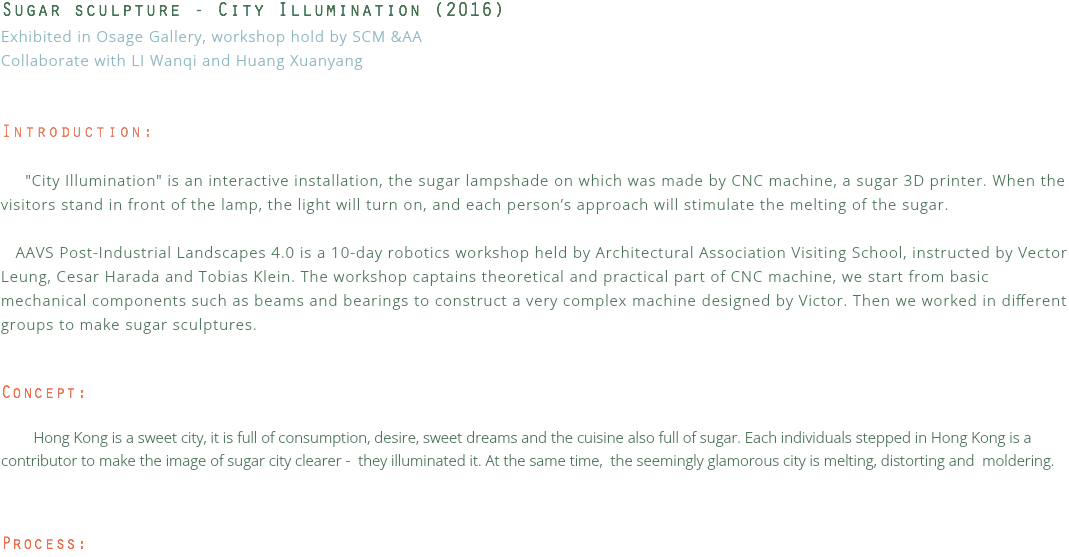 Sugar sculpture - City Illumination (2016)
Exhibited in Osage Gallery, workshop hold by SCM &AA
Collaborate with LI Wanqi and Huang Xuanyang
Introduction:
"City Illumination" is an interactive installation, the sugar lampshade on which was made by CNC machine, a sugar 3D printer. When the
visitors stand in front of the lamp, the light will turn on, and each person’s approach will stimulate the melting of the sugar.
AAVS Post-Industrial Landscapes 4.0 is a 10-day robotics workshop held by Architectural Association Visiting School, instructed by Vector
Leung, Cesar Harada and Tobias Klein. The workshop captains theoretical and practical part of CNC machine, we start from basic
mechanical components such as beams and bearings to construct a very complex machine designed by Victor. Then we worked in different
groups to make sugar sculptures.
Concept:
Hong Kong is a sweet city, it is full of consumption, desire, sweet dreams and the cuisine also full of sugar. Each individuals stepped in Hong Kong is a
contributor to make the image of sugar city clearer -  they illuminated it. At the same time,  the seemingly glamorous city is melting, distorting and  moldering.
Process: